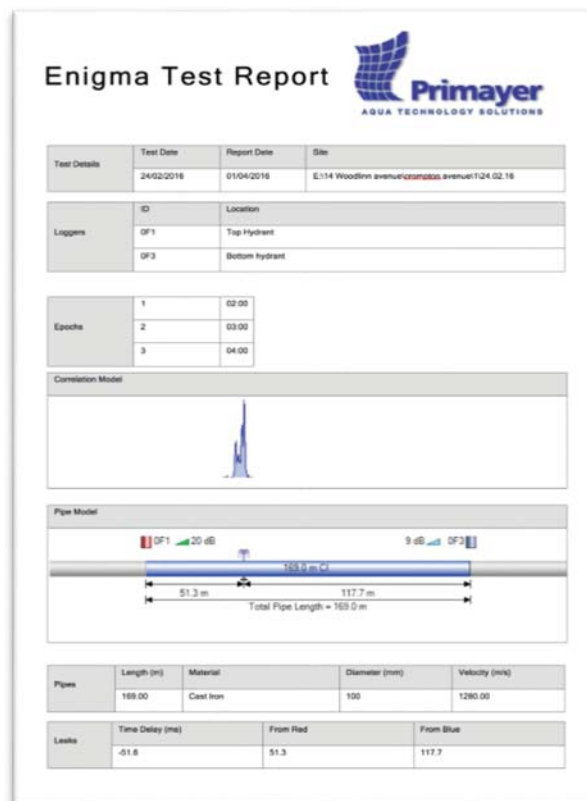 Enigma Test Report
Primayer
AQUA TECHNOLOGY SOLUTIONS
Test Details
Test Date Report Date Site
24/02/2016 01/04/2016 E:\14 Woodlinn avenue\crompton avenue\1\24.02.16
Loggers
ID Location
0F1 Top Hydrant
0F3 Bottom hydrant
Epochs
1 02:00
2 03:00
3 04:00
Correlation Model
Pipe Model
0F1 20 dB 9 dB 0F3
169.0 m CI
51.3 m 117.7 m
Total Pipe Length = 169.0 m
Pipes
Length (m) Material Diameter (mm) Velocity (m/s)
169.00 Cast Iron 100 1280.00
Leaks
Time Delay (ms) From Red From Blue
-51.6 51.3 117.7